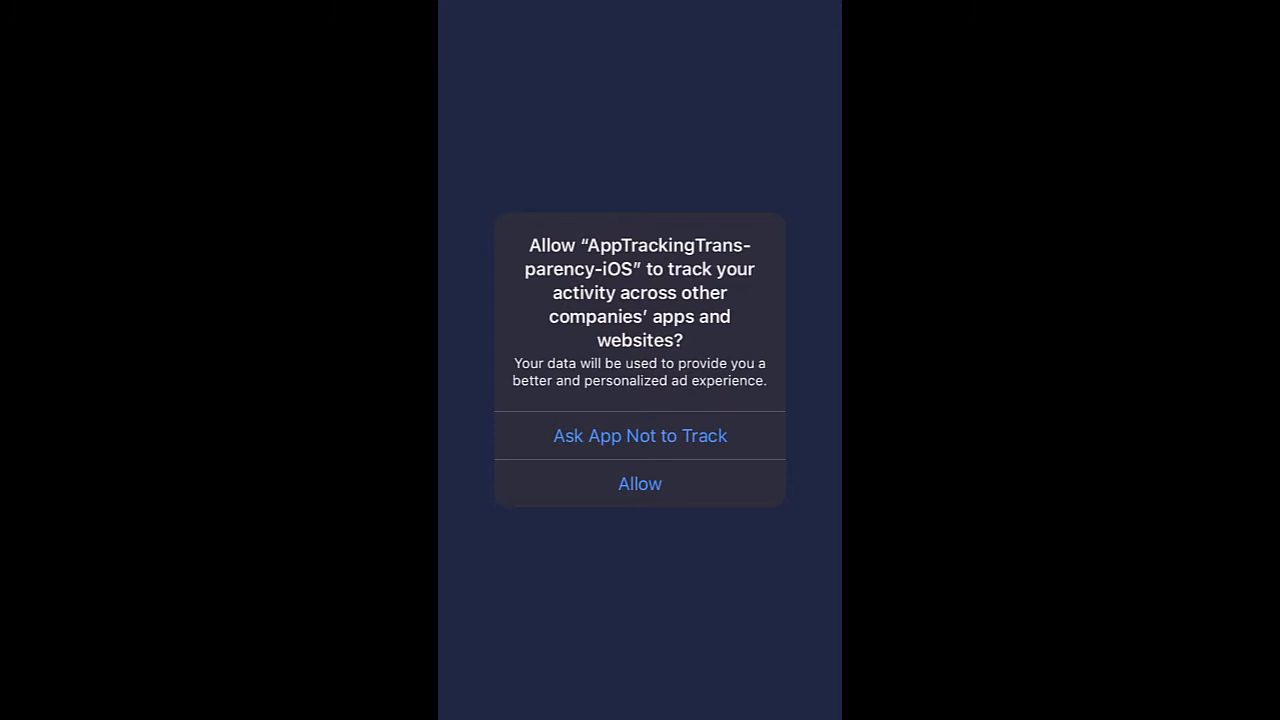 Allow “AppTrackingTrans-
parency-iOS” to track your
activity across other
companies’ apps and
websites?
Your data will be used to provide you a
better and personalized ad experience.
Ask App Not to Track
Allow